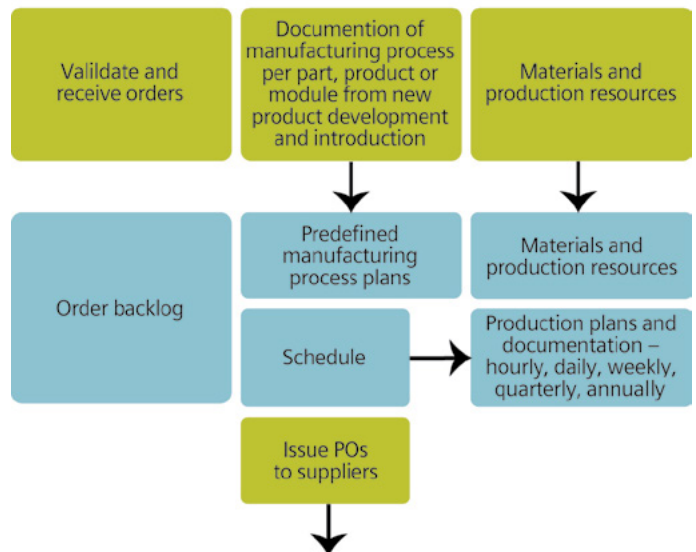 Valildate and
receive orders
Documention of
manufacturing process
per part, product or
module from new
product development
and introduction
Materials and
production resources
Order backlog
Predefined
manufacturing
process plans
Materials and
production resources
Schedule
Production plans and
documentation –
hourly, daily, weekly,
quarterly, annually
Issue POs
to suppliers